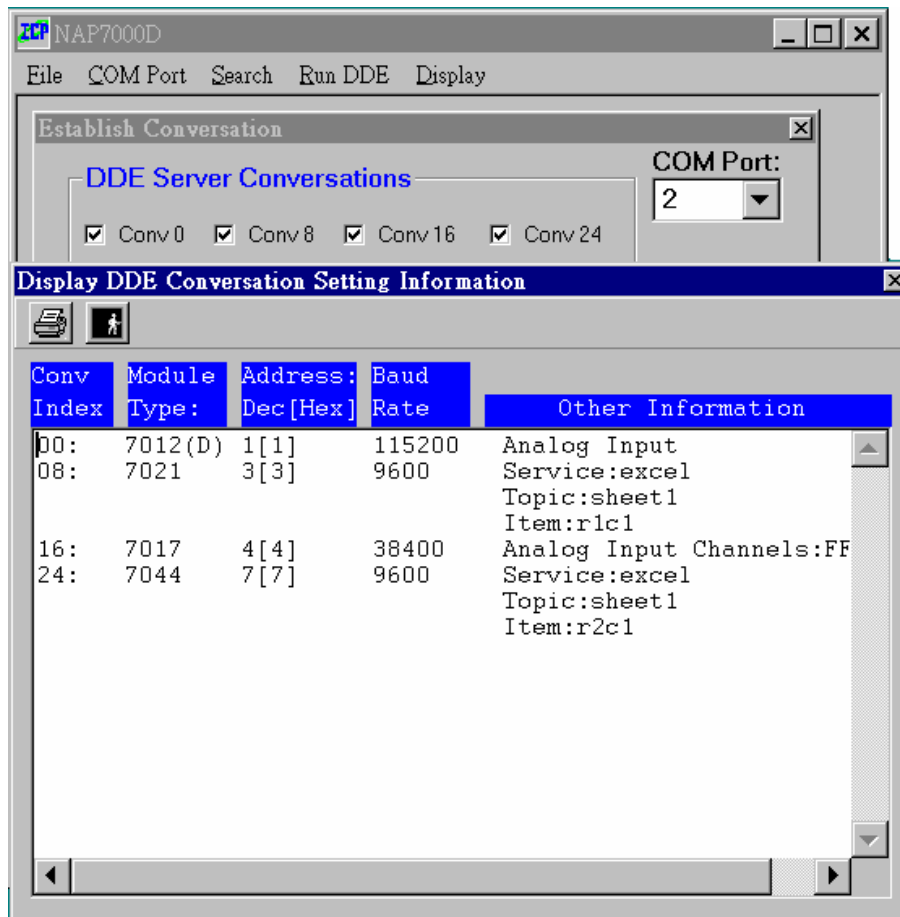 ICP NAP7000D
File COM Port Search Run DDE Display
Establish Conversation
DDE Server Conversations
COM Port:
2
Conv 0 Conv 8 Conv 16 Conv 24
Display DDE Conversation Setting Information
Conv Module Address: Baud
Index Type: Dec[Hex] Rate Other Information
00: 7012(D) 1[1] 115200 Analog Input
08: 7021 3[3] 9600 Service:excel
Topic:sheet1
Item:r1c1
16: 7017 4[4] 38400 Analog Input Channels:FF
24: 7044 7[7] 9600 Service:excel
Topic:sheet1
Item:r2c1